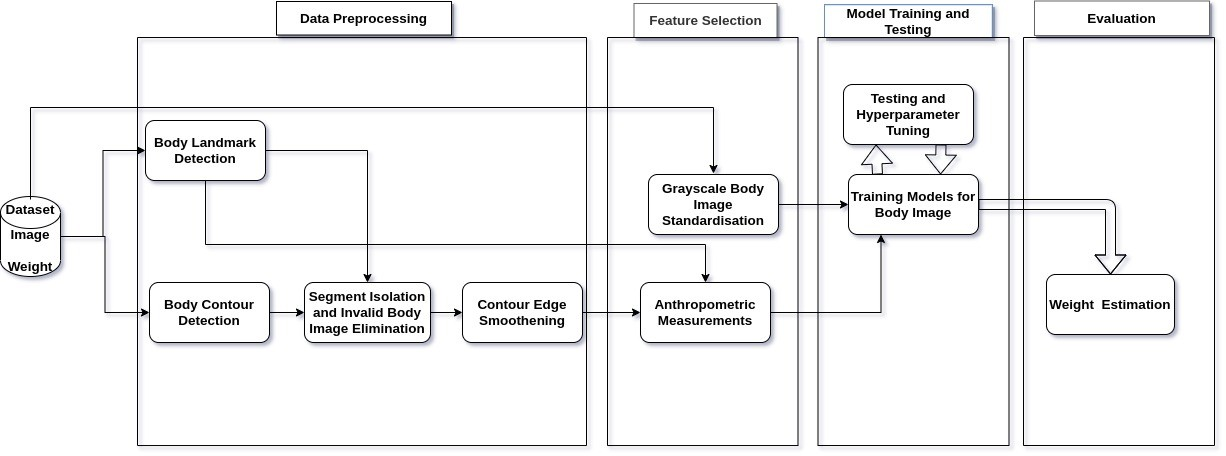 Data Preprocessing
Feature Selection
Model Training and
Testing
Evaluation
Testing and
Hyperparameter
Tuning
Body Landmark
Detection
Grayscale Body
Image
Standardisation
Training Models for
Body Image
Dataset
Image
Weight
Body Contour
Detection
Segment Isolation
and Invalid Body
Image Elimination
Contour Edge
Smoothening
Anthropometric
Measurements
Weight Estimation